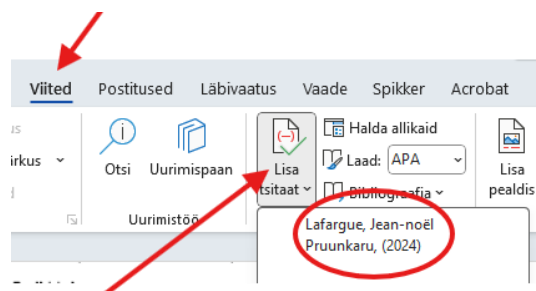 Viited Postitused Läbivaatus Vaade Spikker Acrobat
Otsi Uurimispaan
Lisa tsitaat
Halda allikaid
Laad: APA
Bibliograafia
Lisa pealdis
Uurimistöö
Lafargue, Jean-noël
Pruunkaru, (2024)